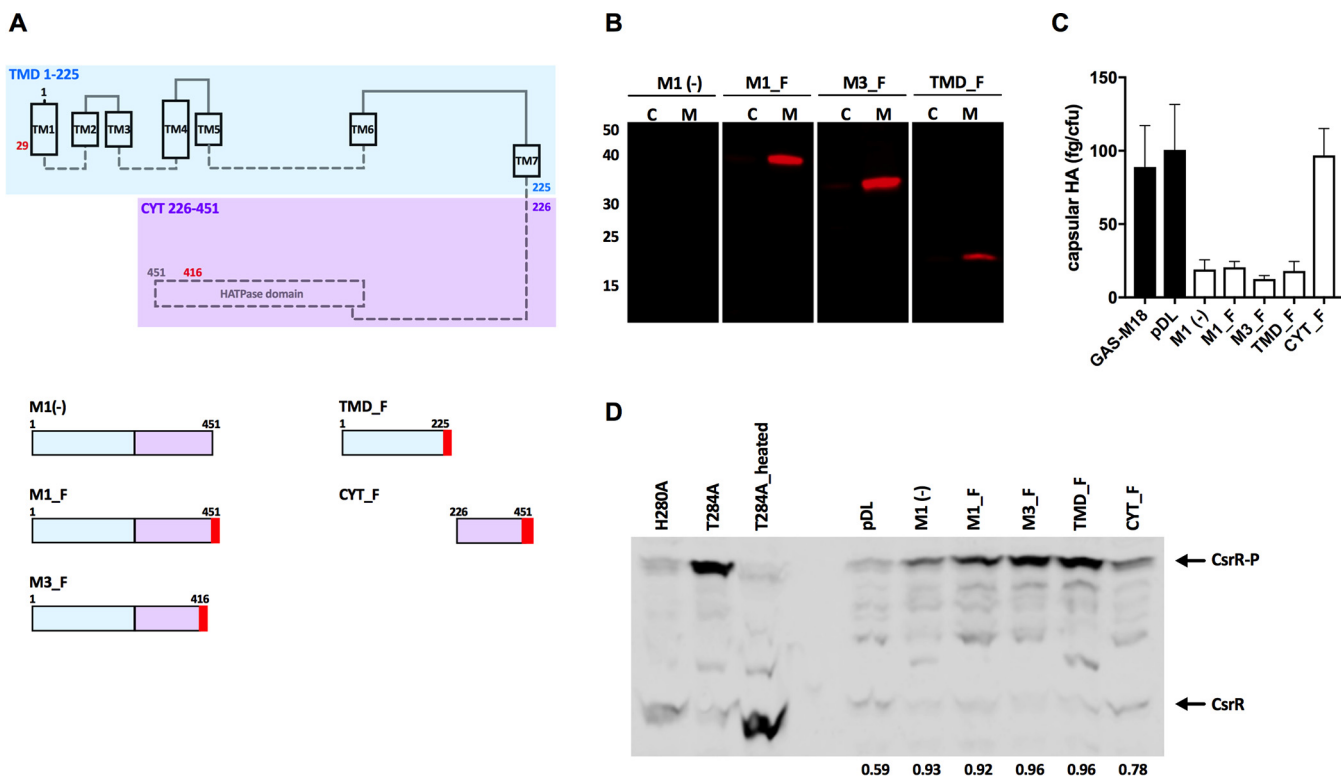 A
TMD 1-225
1
TM1 TM2 TM3 TM4 TM5 TM6 TM7
29
225
CYT 226-451
226
451 416
HATPase domain
M1(-)
1 451
TMD_F
1 225
M1_F
1 451
CYT_F
226 451
M3_F
1 416
B
M1 (-) M1_F M3_F TMD_F
C M C M C M C M
50
40
30
25
20
15
C
capsular HA (fg/cfu)
150
100
50
0
GAS-M18 pDL M1 (-) M1_F M3_F TMD_F CYT_F
D
H280A T284A T284A_heated pDL M1 (-) M1_F M3_F TMD_F CYT_F
CsrR-P
CsrR
0.59 0.93 0.92 0.96 0.96 0.78